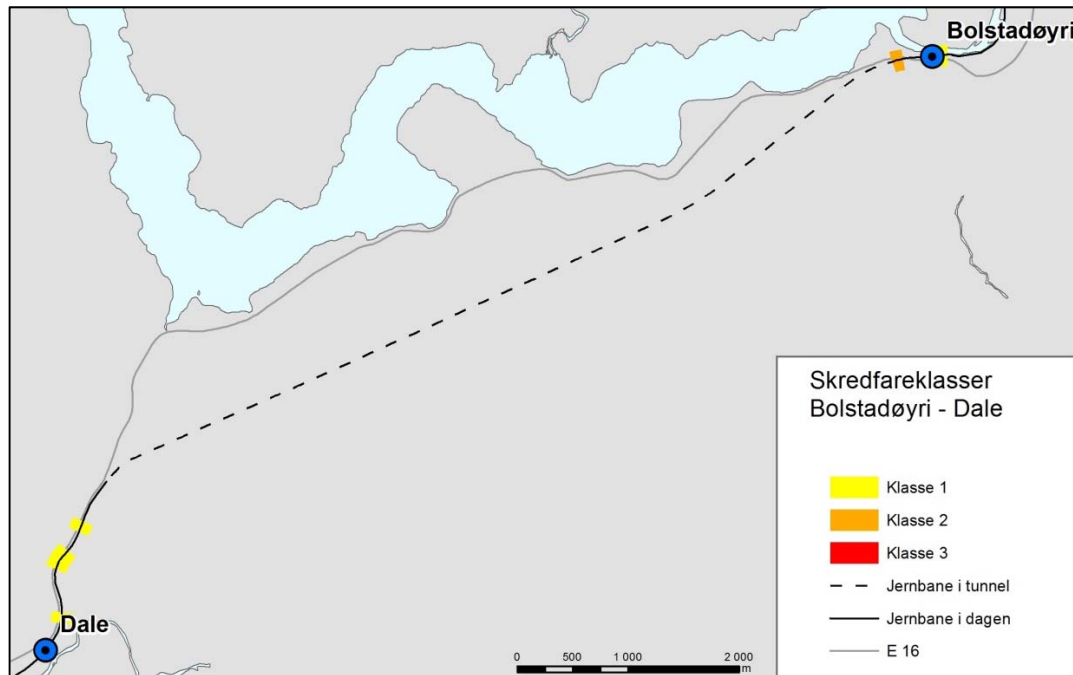 Bolstadøyri
Dale
Skredfareklasser
Bolstadøyri - Dale
Klasse 1
Klasse 2
Klasse 3
Jernbane i tunnel
Jernbane i dagen
E 16
0 500 1 000 2 000
m